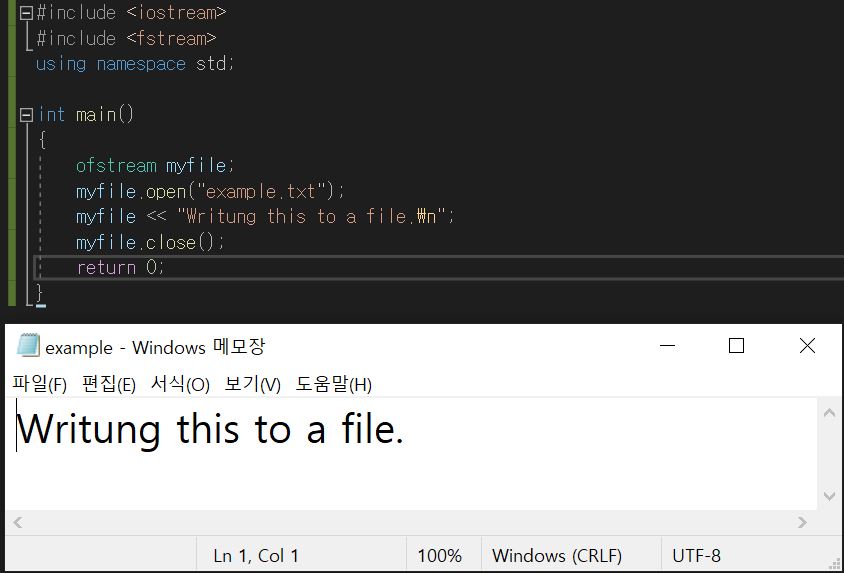 #include <iostream>
#include <fstream>
using namespace std;
int main()
{
ofstream myfile;
myfile.open("example.txt");
myfile << "Writung this to a file.₩n";
myfile.close();
return 0;
}
example - Windows 메모장
파일(F) 편집(E) 서식(O) 보기(V) 도움말(H)
Writung this to a file.
Ln 1, Col 1 100% Windows (CRLF) UTF-8